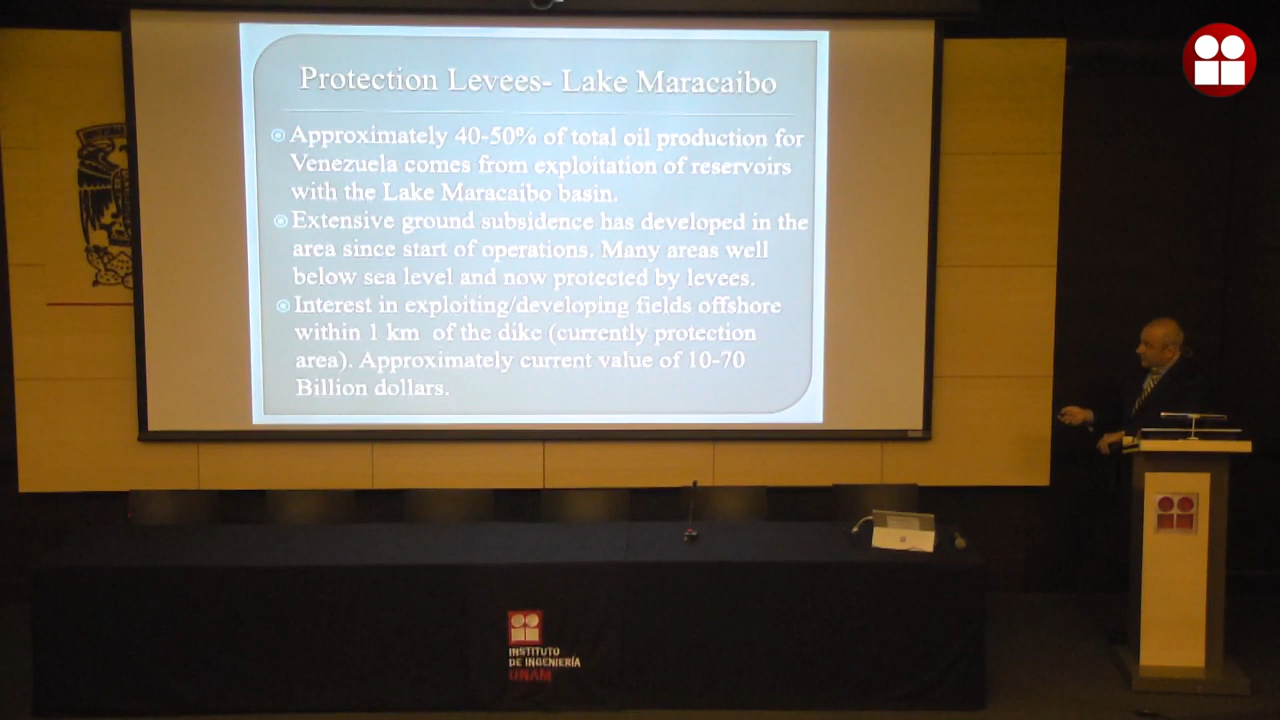 Protection Levees- Lake Maracaibo
Approximately 40-50% of total oil production for
Venezuela comes from exploitation of reservoirs
with the Lake Maracaibo basin.
Extensive ground subsidence has developed in the
area since start of operations. Many areas well
below sea level and now protected by levees.
Interest in exploiting/developing fields offshore
within 1 km of the dike (currently protection
area). Approximately current value of 10-70
Billion dollars.
INSTITUTO
DE INGENIERÍA
UNAM